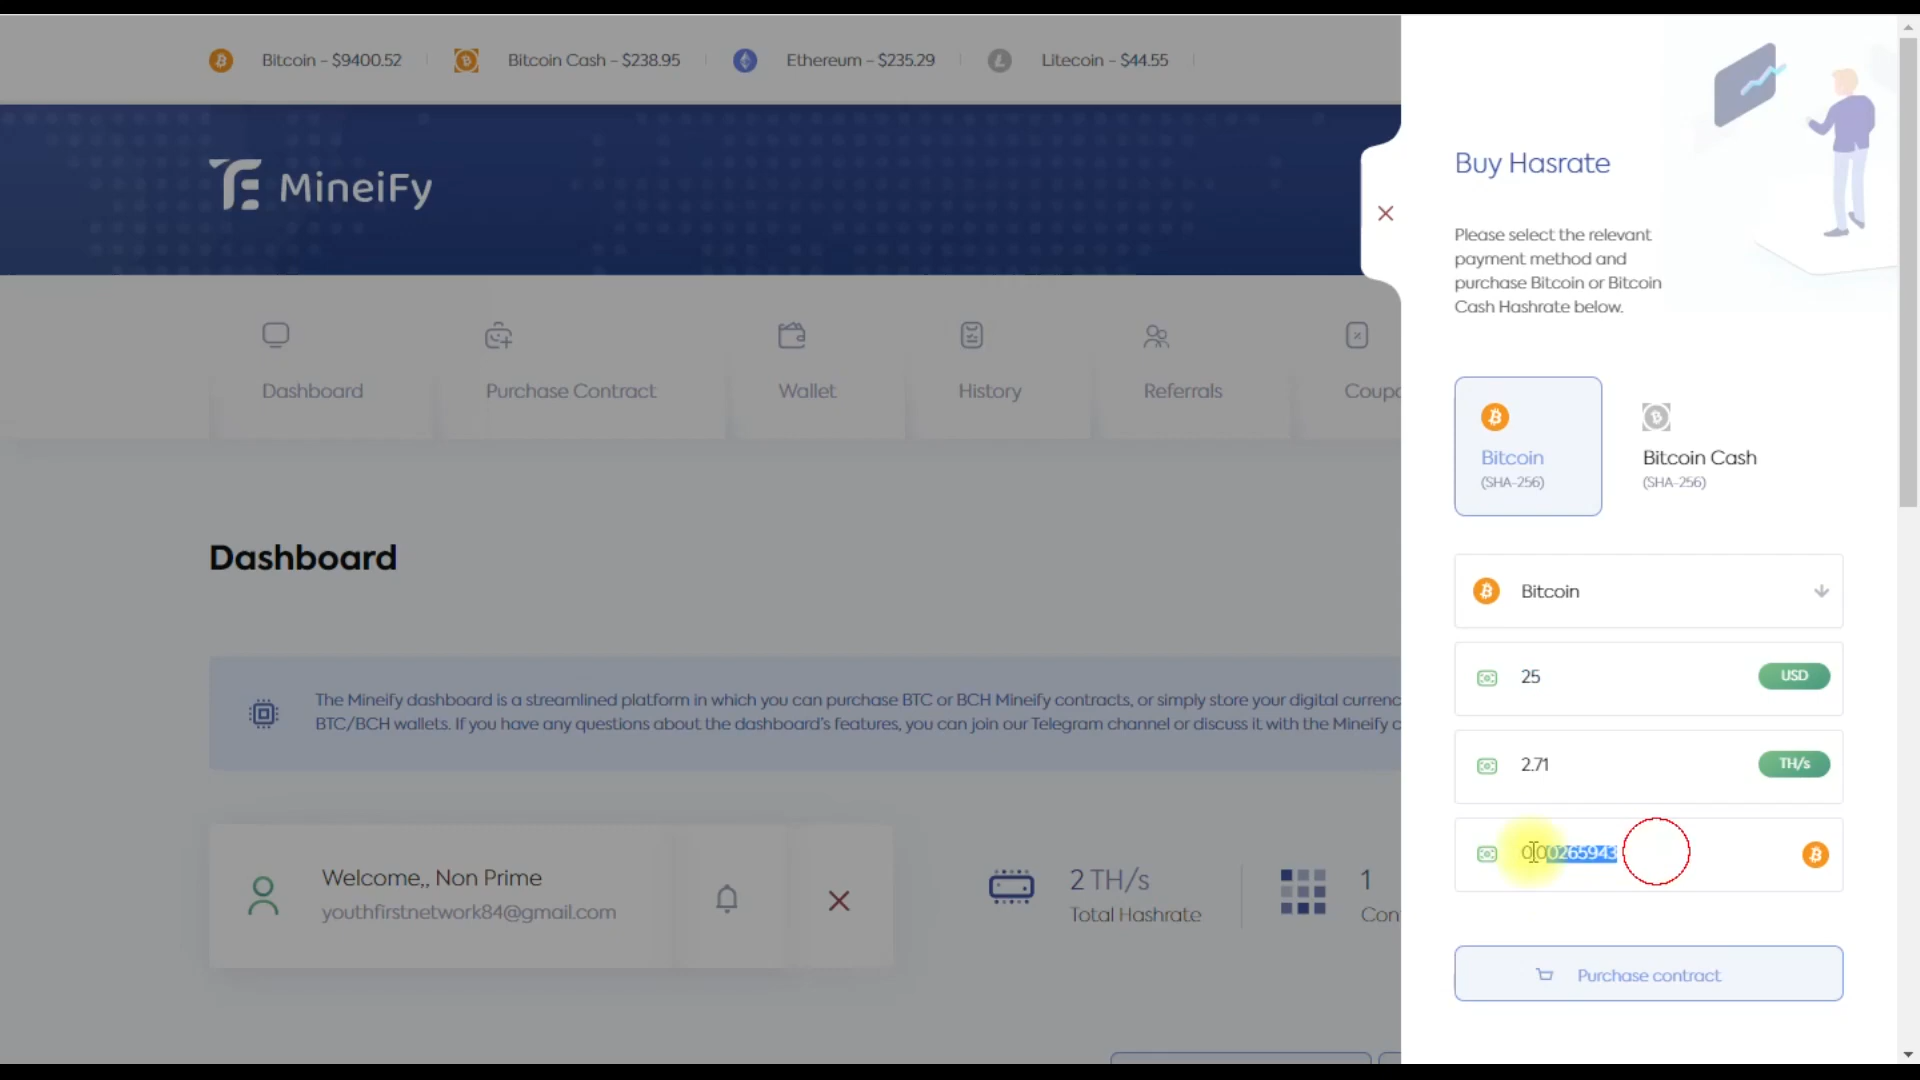 Bitcoin - $9400.52
Bitcoin Cash - $238.95
Ethereum - $235.29
Litecoin - $44.55
MineiFy
Dashboard
Purchase Contract
Wallet
History
Referrals
Coupo
Dashboard
The Mineify dashboard is a streamlined platform in which you can purchase BTC or BCH Mineify contracts, or simply store your digital currenc
BTC/BCH wallets. If you have any questions about the dashboard's features, you can join our Telegram channel or discuss it with the Mineify c
Welcome,, Non Prime
youthfirstnetwork84@gmail.com
2 TH/s
Total Hashrate
1
Con
Buy Hasrate
Please select the relevant
payment method and
purchase Bitcoin or Bitcoin
Cash Hashrate below.
Bitcoin
(SHA-256)
Bitcoin Cash
(SHA-256)
Bitcoin
25
USD
2.71
TH/s
0.00265943
Purchase contract